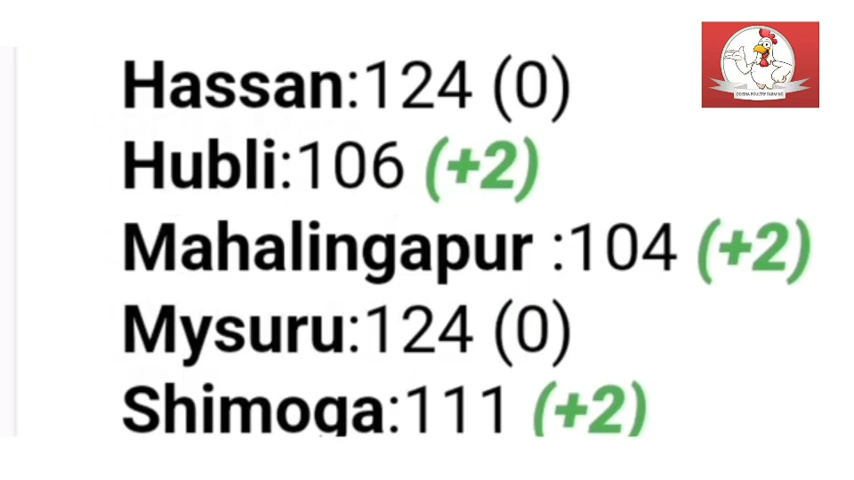 Hassan:124 (0)
Hubli:106 (+2)
Mahalingapur :104 (+2)
Mysuru:124 (0)
Shimoga:111 (+2)